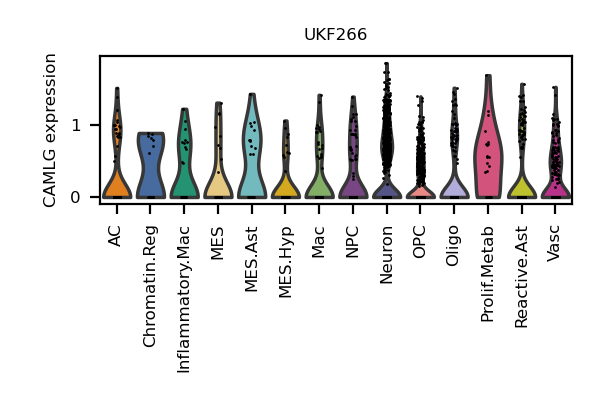 UKF266
CAMLG expression
1
0
AC
Chromatin.Reg
Inflammatory.Mac
MES
MES.Ast
MES.Hyp
Mac
NPC
Neuron
OPC
Oligo
Prolif.Metab
Reactive.Ast
Vasc